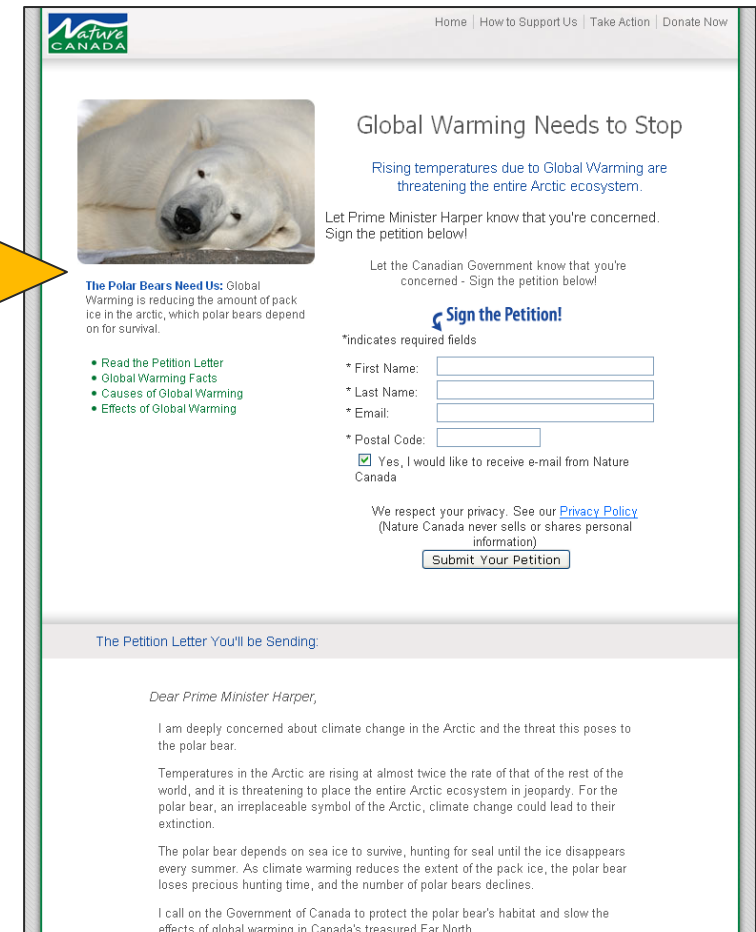 Nature
CANADA
Home | How to Support Us | Take Action | Donate Now
Global Warming Needs to Stop
Rising temperatures due to Global Warming are
threatening the entire Arctic ecosystem.
Let Prime Minister Harper know that you're concerned.
Sign the petition below!
Let the Canadian Government know that you're
concerned - Sign the petition below!
Sign the Petition!
*indicates required fields
* First Name:
* Last Name:
* Email:
* Postal Code:
Yes, I would like to receive e-mail from Nature
Canada
We respect your privacy. See our Privacy Policy
(Nature Canada never sells or shares personal
information)
Submit Your Petition
The Polar Bears Need Us: Global
Warming is reducing the amount of pack
ice in the arctic, which polar bears depend
on for survival.
• Read the Petition Letter
• Global Warming Facts
• Causes of Global Warming
• Effects of Global Warming
The Petition Letter You'll be Sending:
Dear Prime Minister Harper,
I am deeply concerned about climate change in the Arctic and the threat this poses to
the polar bear.
Temperatures in the Arctic are rising at almost twice the rate of that of the rest of the
world, and it is threatening to place the entire Arctic ecosystem in jeopardy. For the
polar bear, an irreplaceable symbol of the Arctic, climate change could lead to their
extinction.
The polar bear depends on sea ice to survive, hunting for seal until the ice disappears
every summer. As climate warming reduces the extent of the pack ice, the polar bear
loses precious hunting time, and the number of polar bears declines.
I call on the Government of Canada to protect the polar bear's habitat and slow the
effects of global warming in Canada's treasured Far North.